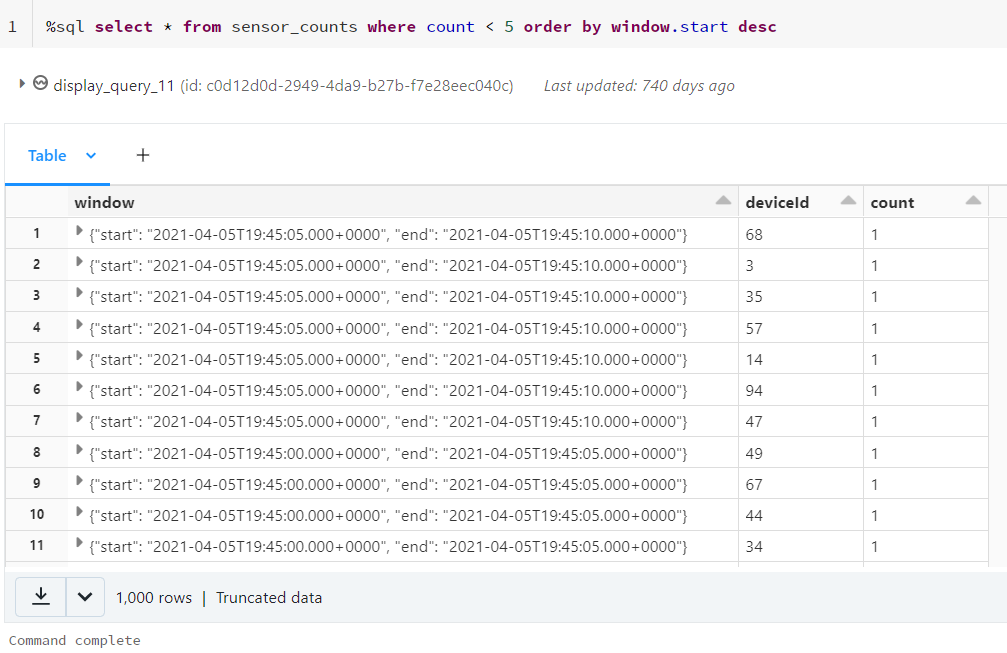 1 %sql select * from sensor_counts where count < 5 order by window.start desc
display_query_11 (id: c0d12d0d-2949-4da9-b27b-f7e28eec040c) Last updated: 740 days ago
Table +
window deviceId count
1 {"start": "2021-04-05T19:45:05.000+0000", "end": "2021-04-05T19:45:10.000+0000"} 68 1
2 {"start": "2021-04-05T19:45:05.000+0000", "end": "2021-04-05T19:45:10.000+0000"} 3 1
3 {"start": "2021-04-05T19:45:05.000+0000", "end": "2021-04-05T19:45:10.000+0000"} 35 1
4 {"start": "2021-04-05T19:45:05.000+0000", "end": "2021-04-05T19:45:10.000+0000"} 57 1
5 {"start": "2021-04-05T19:45:05.000+0000", "end": "2021-04-05T19:45:10.000+0000"} 14 1
6 {"start": "2021-04-05T19:45:05.000+0000", "end": "2021-04-05T19:45:10.000+0000"} 94 1
7 {"start": "2021-04-05T19:45:05.000+0000", "end": "2021-04-05T19:45:10.000+0000"} 47 1
8 {"start": "2021-04-05T19:45:00.000+0000", "end": "2021-04-05T19:45:05.000+0000"} 49 1
9 {"start": "2021-04-05T19:45:00.000+0000", "end": "2021-04-05T19:45:05.000+0000"} 67 1
10 {"start": "2021-04-05T19:45:00.000+0000", "end": "2021-04-05T19:45:05.000+0000"} 44 1
11 {"start": "2021-04-05T19:45:00.000+0000", "end": "2021-04-05T19:45:05.000+0000"} 34 1
1,000 rows | Truncated data
Command complete